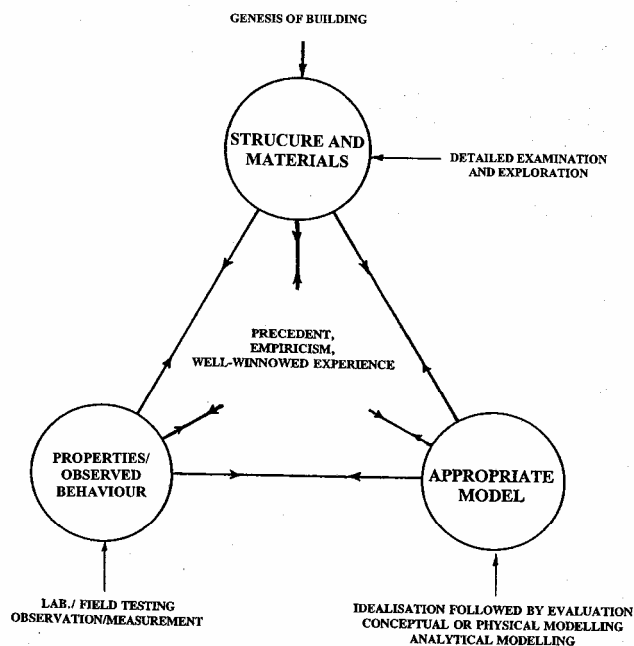 GENESIS OF BUILDING
STRUCURE AND
MATERIALS
DETAILED EXAMINATION
AND EXPLORATION
PRECEDENT,
EMPIRICISM,
WELL-WINNOWED EXPERIENCE
PROPERTIES/
OBSERVED
BEHAVIOUR
APPROPRIATE
MODEL
LAB./ FIELD TESTING
OBSERVATION/MEASUREMENT
IDEALISATION FOLLOWED BY EVALUATION
CONCEPTUAL OR PHYSICAL MODELLING
ANALYTICAL MODELLING